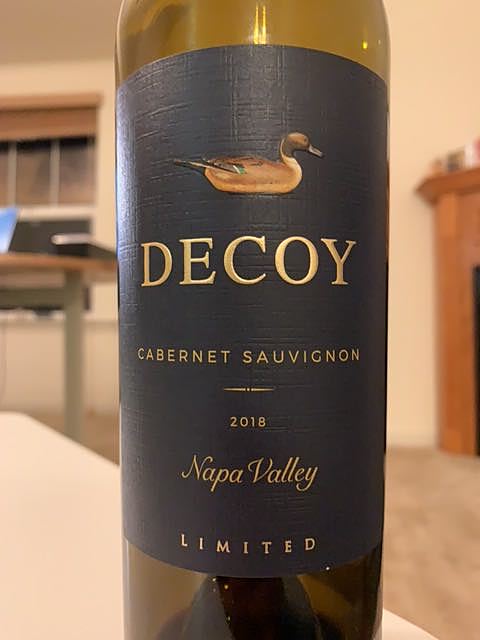 DECOY
CABERNET SAUVIGNON
2018
Napa Valley
LIMITED